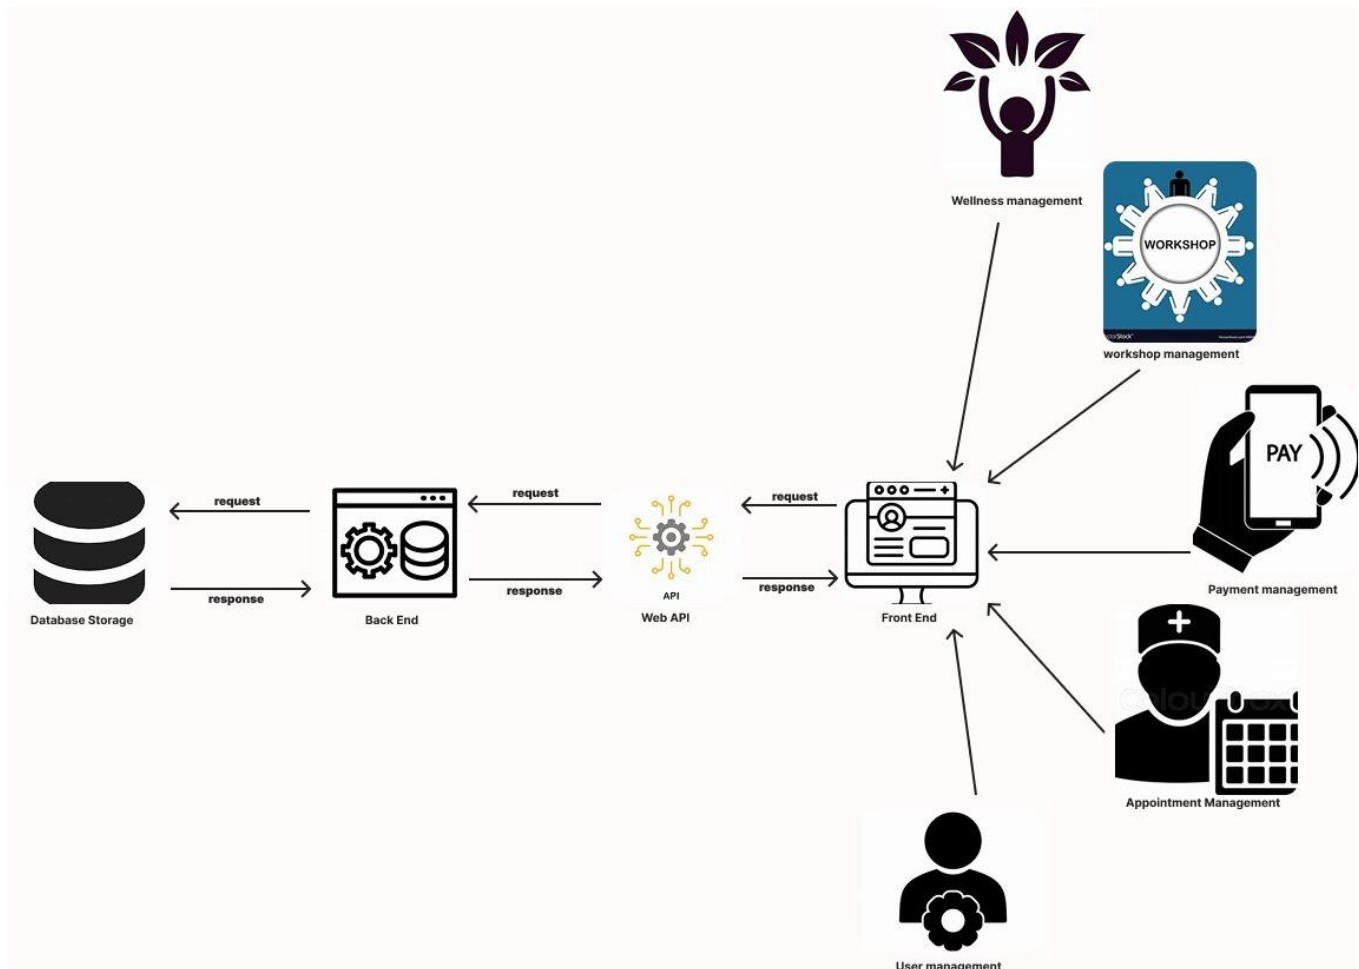 Wellness management
WORKSHOP
workshop management
PAY
Payment management
request
request
request
response
response
response
API
Database Storage
Back End
Web API
Front End
Appointment Management
User management